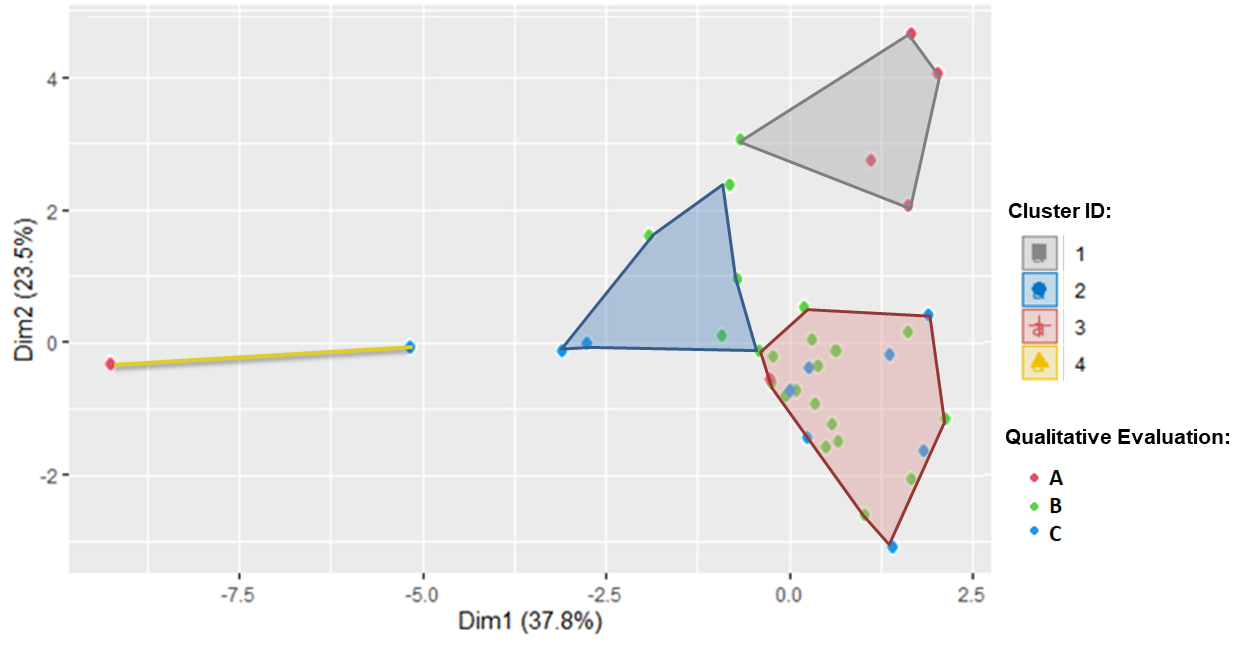 4
2
0
-2
Dim2 (23.5%)
-7.5
-5.0
-2.5
0.0
2.5
Dim1 (37.8%)
Cluster ID:
a 1
a 2
a 3
a 4
Qualitative Evaluation:
A
B
C